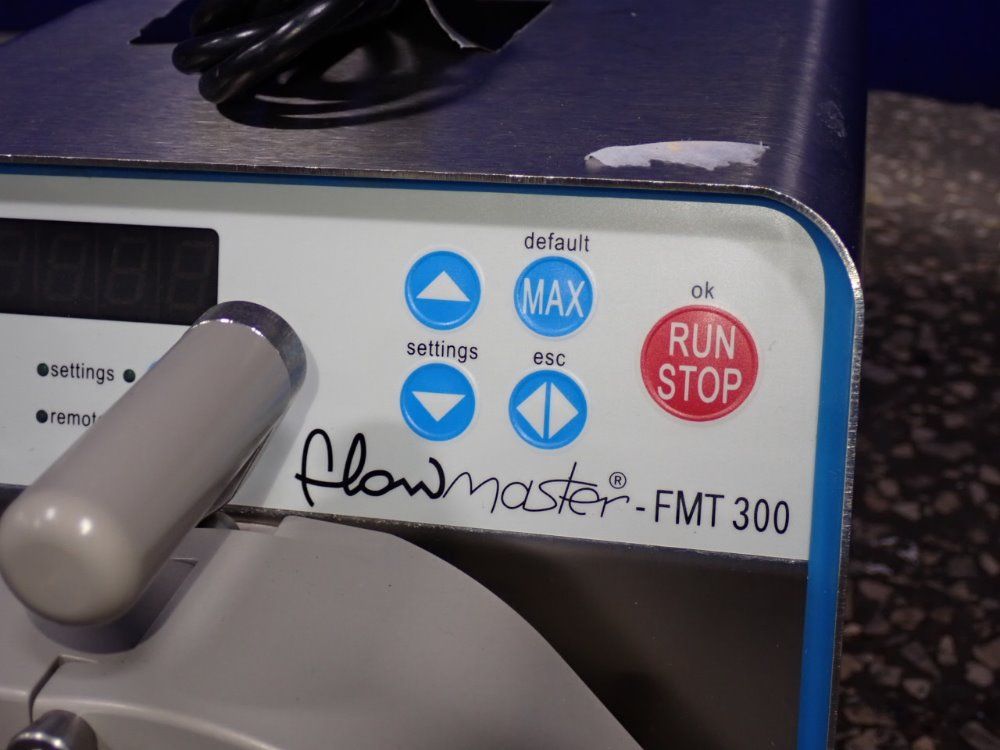 default
MAX
ok
RUN
STOP
settings
esc
settings
flowmaster® - FMT 300